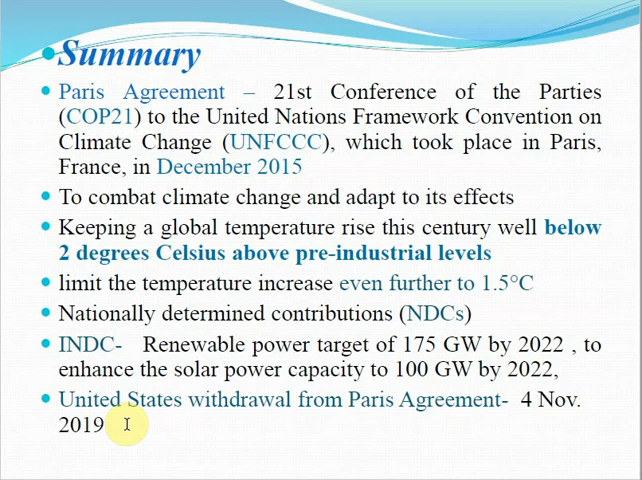 Summary
Paris Agreement – 21st Conference of the Parties
(COP21) to the United Nations Framework Convention on
Climate Change (UNFCCC), which took place in Paris,
France, in December 2015
To combat climate change and adapt to its effects
Keeping a global temperature rise this century well below
2 degrees Celsius above pre-industrial levels
limit the temperature increase even further to 1.5°C
Nationally determined contributions (NDCs)
INDC- Renewable power target of 175 GW by 2022 , to
enhance the solar power capacity to 100 GW by 2022,
United States withdrawal from Paris Agreement- 4 Nov.
2019